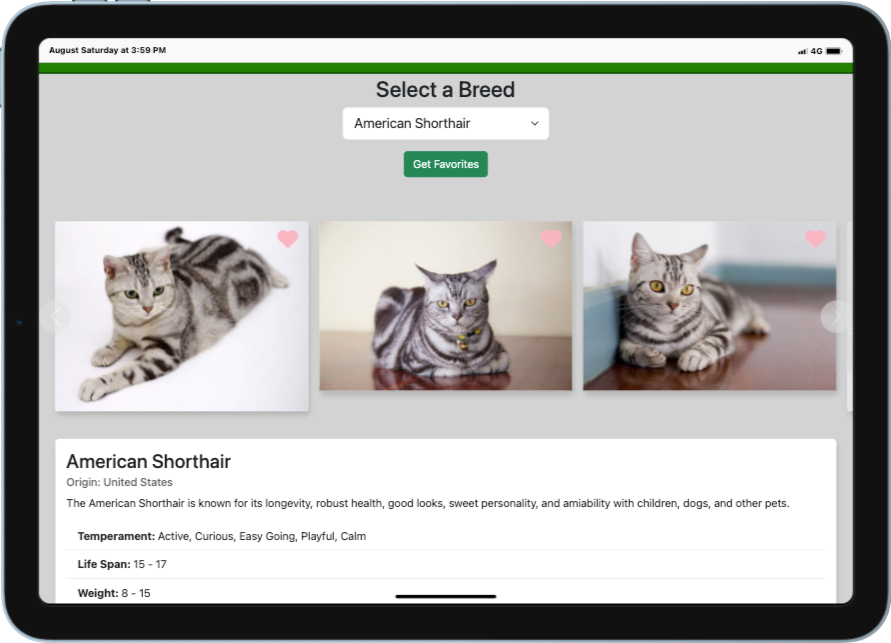 August Saturday at 3:59 PM
4G
Select a Breed
American Shorthair
Get Favorites
American Shorthair
Origin: United States
The American Shorthair is known for its longevity, robust health, good looks, sweet personality, and amiability with children, dogs, and other pets.
Temperament: Active, Curious, Easy Going, Playful, Calm
Life Span: 15 - 17
Weight: 8 - 15